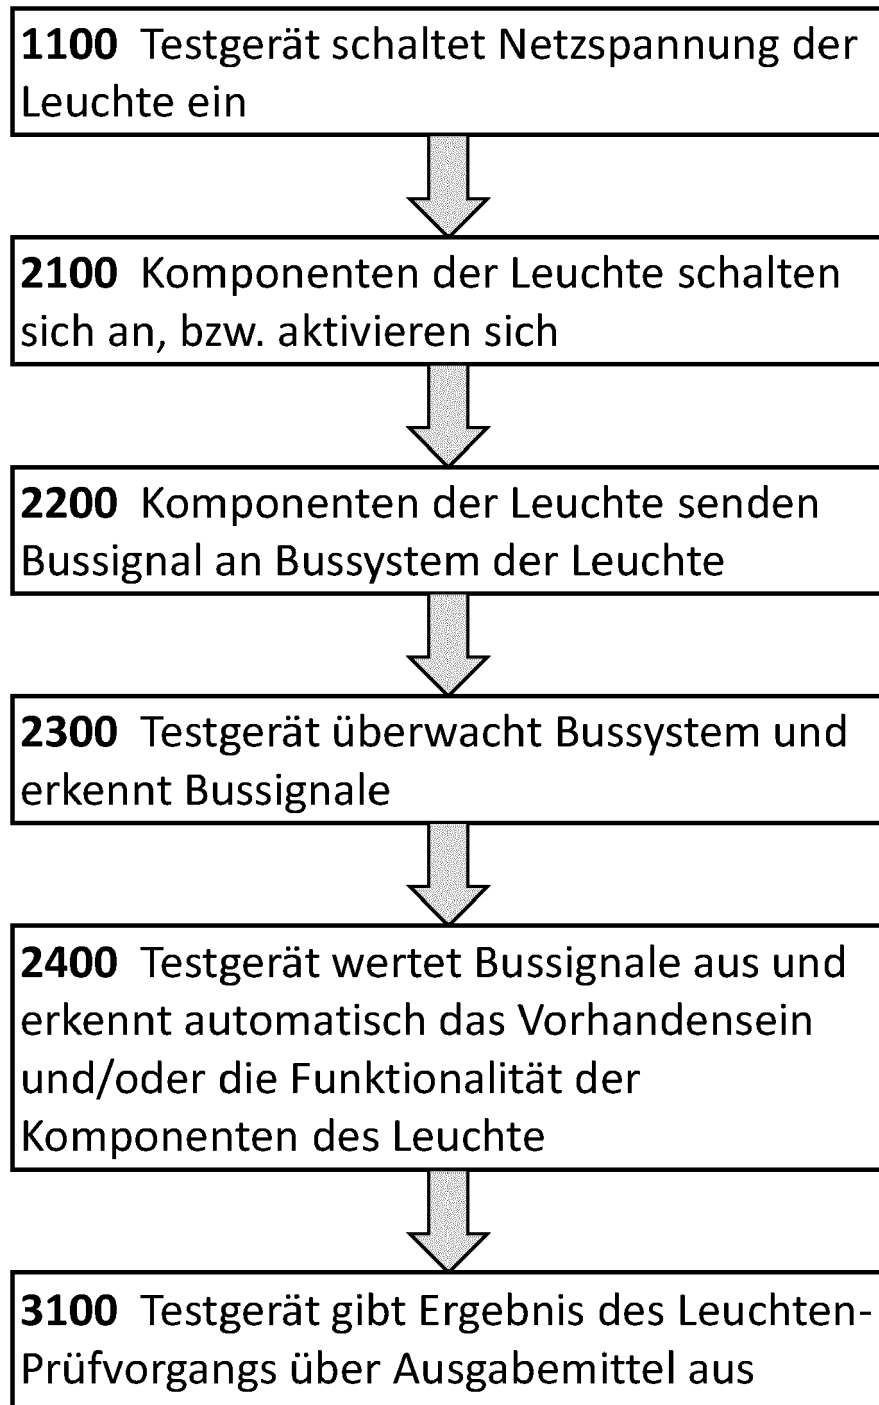 1100 Testgerät schaltet Netzspannung der
Leuchte ein
2100 Komponenten der Leuchte schalten
sich an, bzw. aktivieren sich
2200 Komponenten der Leuchte senden
Bussignal an Bussystem der Leuchte
2300 Testgerät überwacht Bussystem und
erkennt Bussignale
2400 Testgerät wertet Bussignale aus und
erkennt automatisch das Vorhandensein
und/oder die Funktionalität der
Komponenten des Leuchte
3100 Testgerät gibt Ergebnis des Leuchten-
Prüfvorgangs über Ausgabemittel aus